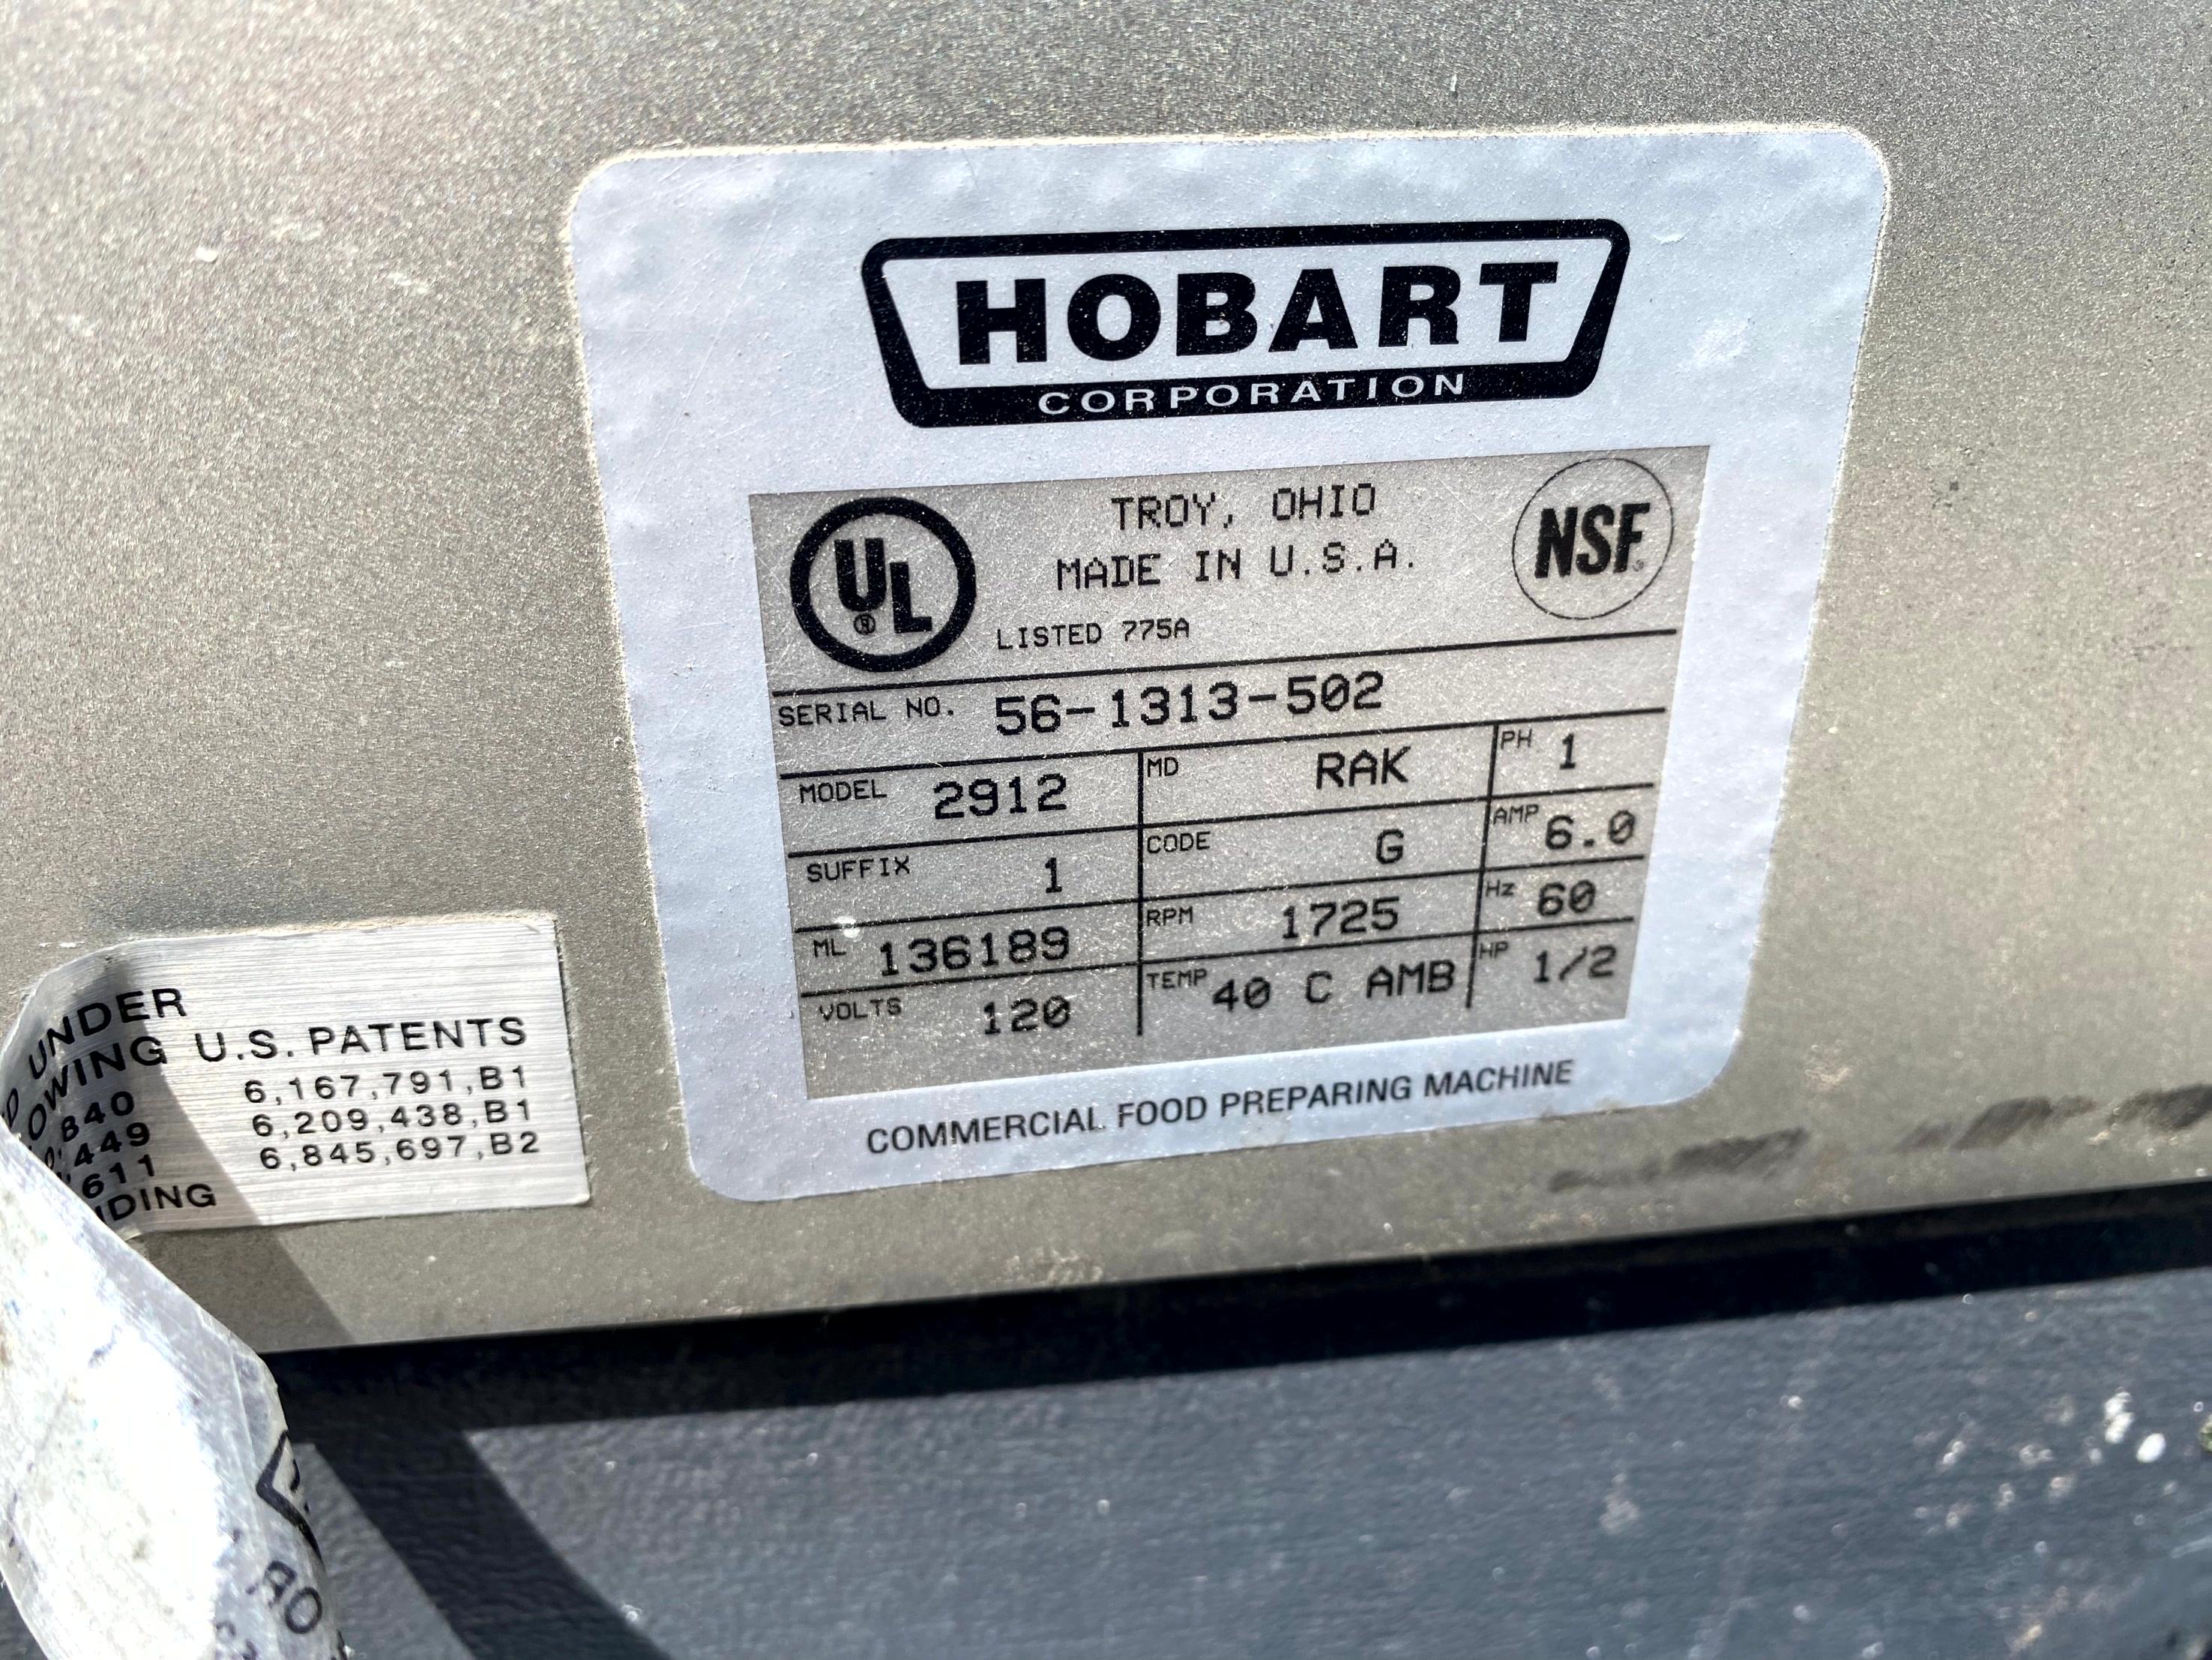 HOBART
CORPORATION
UL ®
TROY, OHIO
MADE IN U.S.A.
NSF®
LISTED 775A
SERIAL NO. 56-1313-502
MODEL 2912 MD RAK PH 1
SUFFIX 1 CODE G AMP 6.0
ML 136189 RPM 1725 Hz 60
VOLTS 120 TEMP 40 C AMB HP 1/2
COMMERCIAL FOOD PREPARING MACHINE
UNDER
OWING U.S. PATENTS
840 6,167,791,B1
449 6,209,438,B1
611 6,845,697,B2
DING
RO